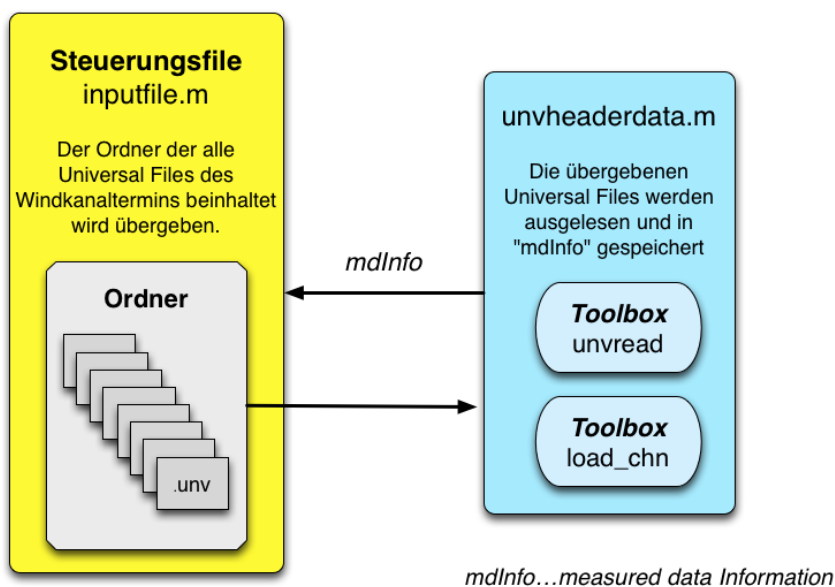 Steuerungsfile
inputfile.m
Der Ordner der alle
Universal Files des
Windkanaltermins beinhaltet
wird übergeben.
Ordner
.unv
mdInfo
unvheaderdata.m
Die übergebenen
Universal Files werden
ausgelesen und in
"mdInfo" gespeichert
Toolbox
unvread
Toolbox
load_chn
mdInfo...measured data Information